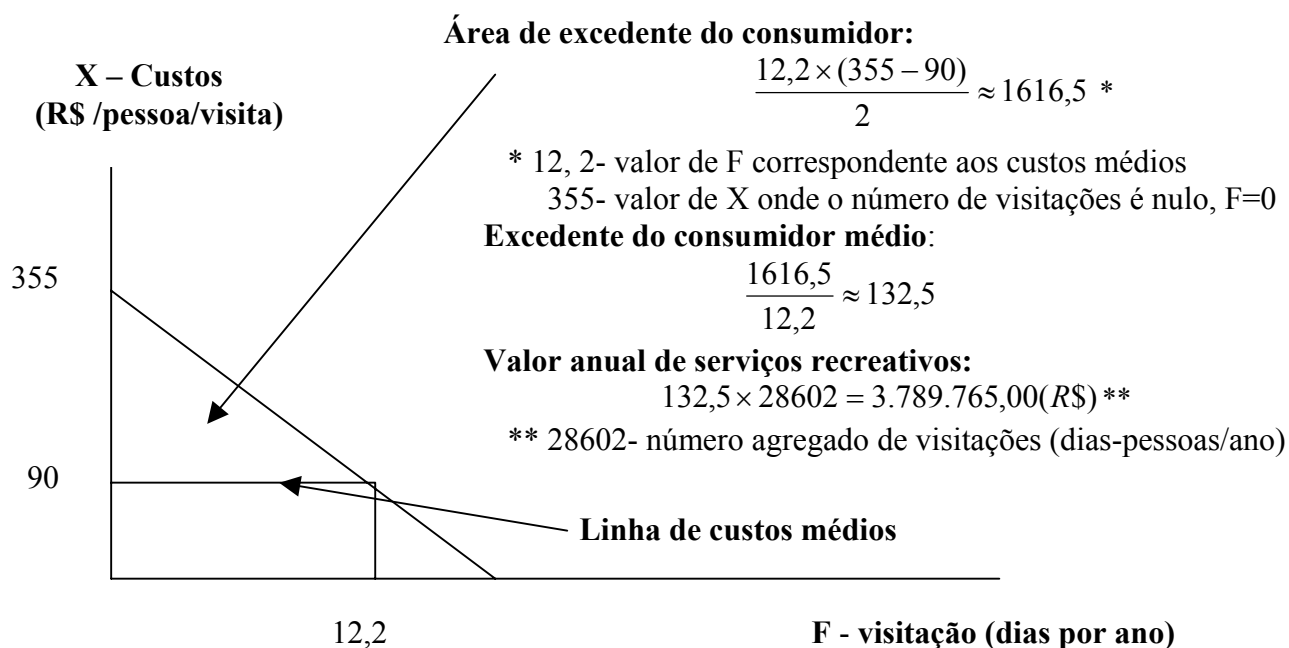 Área de excedente do consumidor:
X – Custos
(R$ /pessoa/visita)
12,2×(355−90)
2
≈1616,5 *
* 12, 2- valor de F correspondente aos custos médios
355- valor de X onde o número de visitações é nulo, F=0
Excedente do consumidor médio:
1616,5
12,2
≈132,5
355
Valor anual de serviços recreativos:
132,5×28602 = 3.789.765,00(R$) **
** 28602- número agregado de visitações (dias-pessoas/ano)
90
Linha de custos médios
12,2
F - visitação (dias por ano)